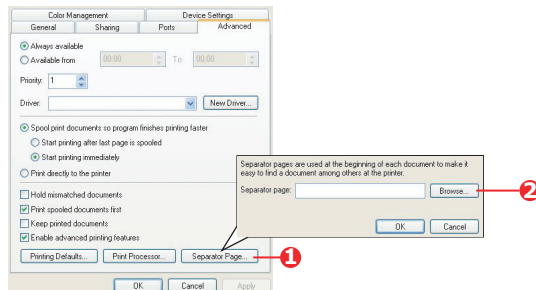 Color Management Device Settings
General Sharing Ports Advanced
Always available
Available from 00:00 To 00:00
Priority: 1
Driver: New Driver...
Spool print documents so program finishes printing faster
Start printing after last page is spooled
Start printing immediately
Print directly to the printer
Hold mismatched documents
Print spooled documents first
Keep printed documents
Enable advanced printing features
Printing Defaults... Print Processor... Separator Page...
OK Cancel Apply
Separator pages are used at the beginning of each document to make it
easy to find a document among others at the printer.
Separator page: Browse...
OK Cancel
1
2